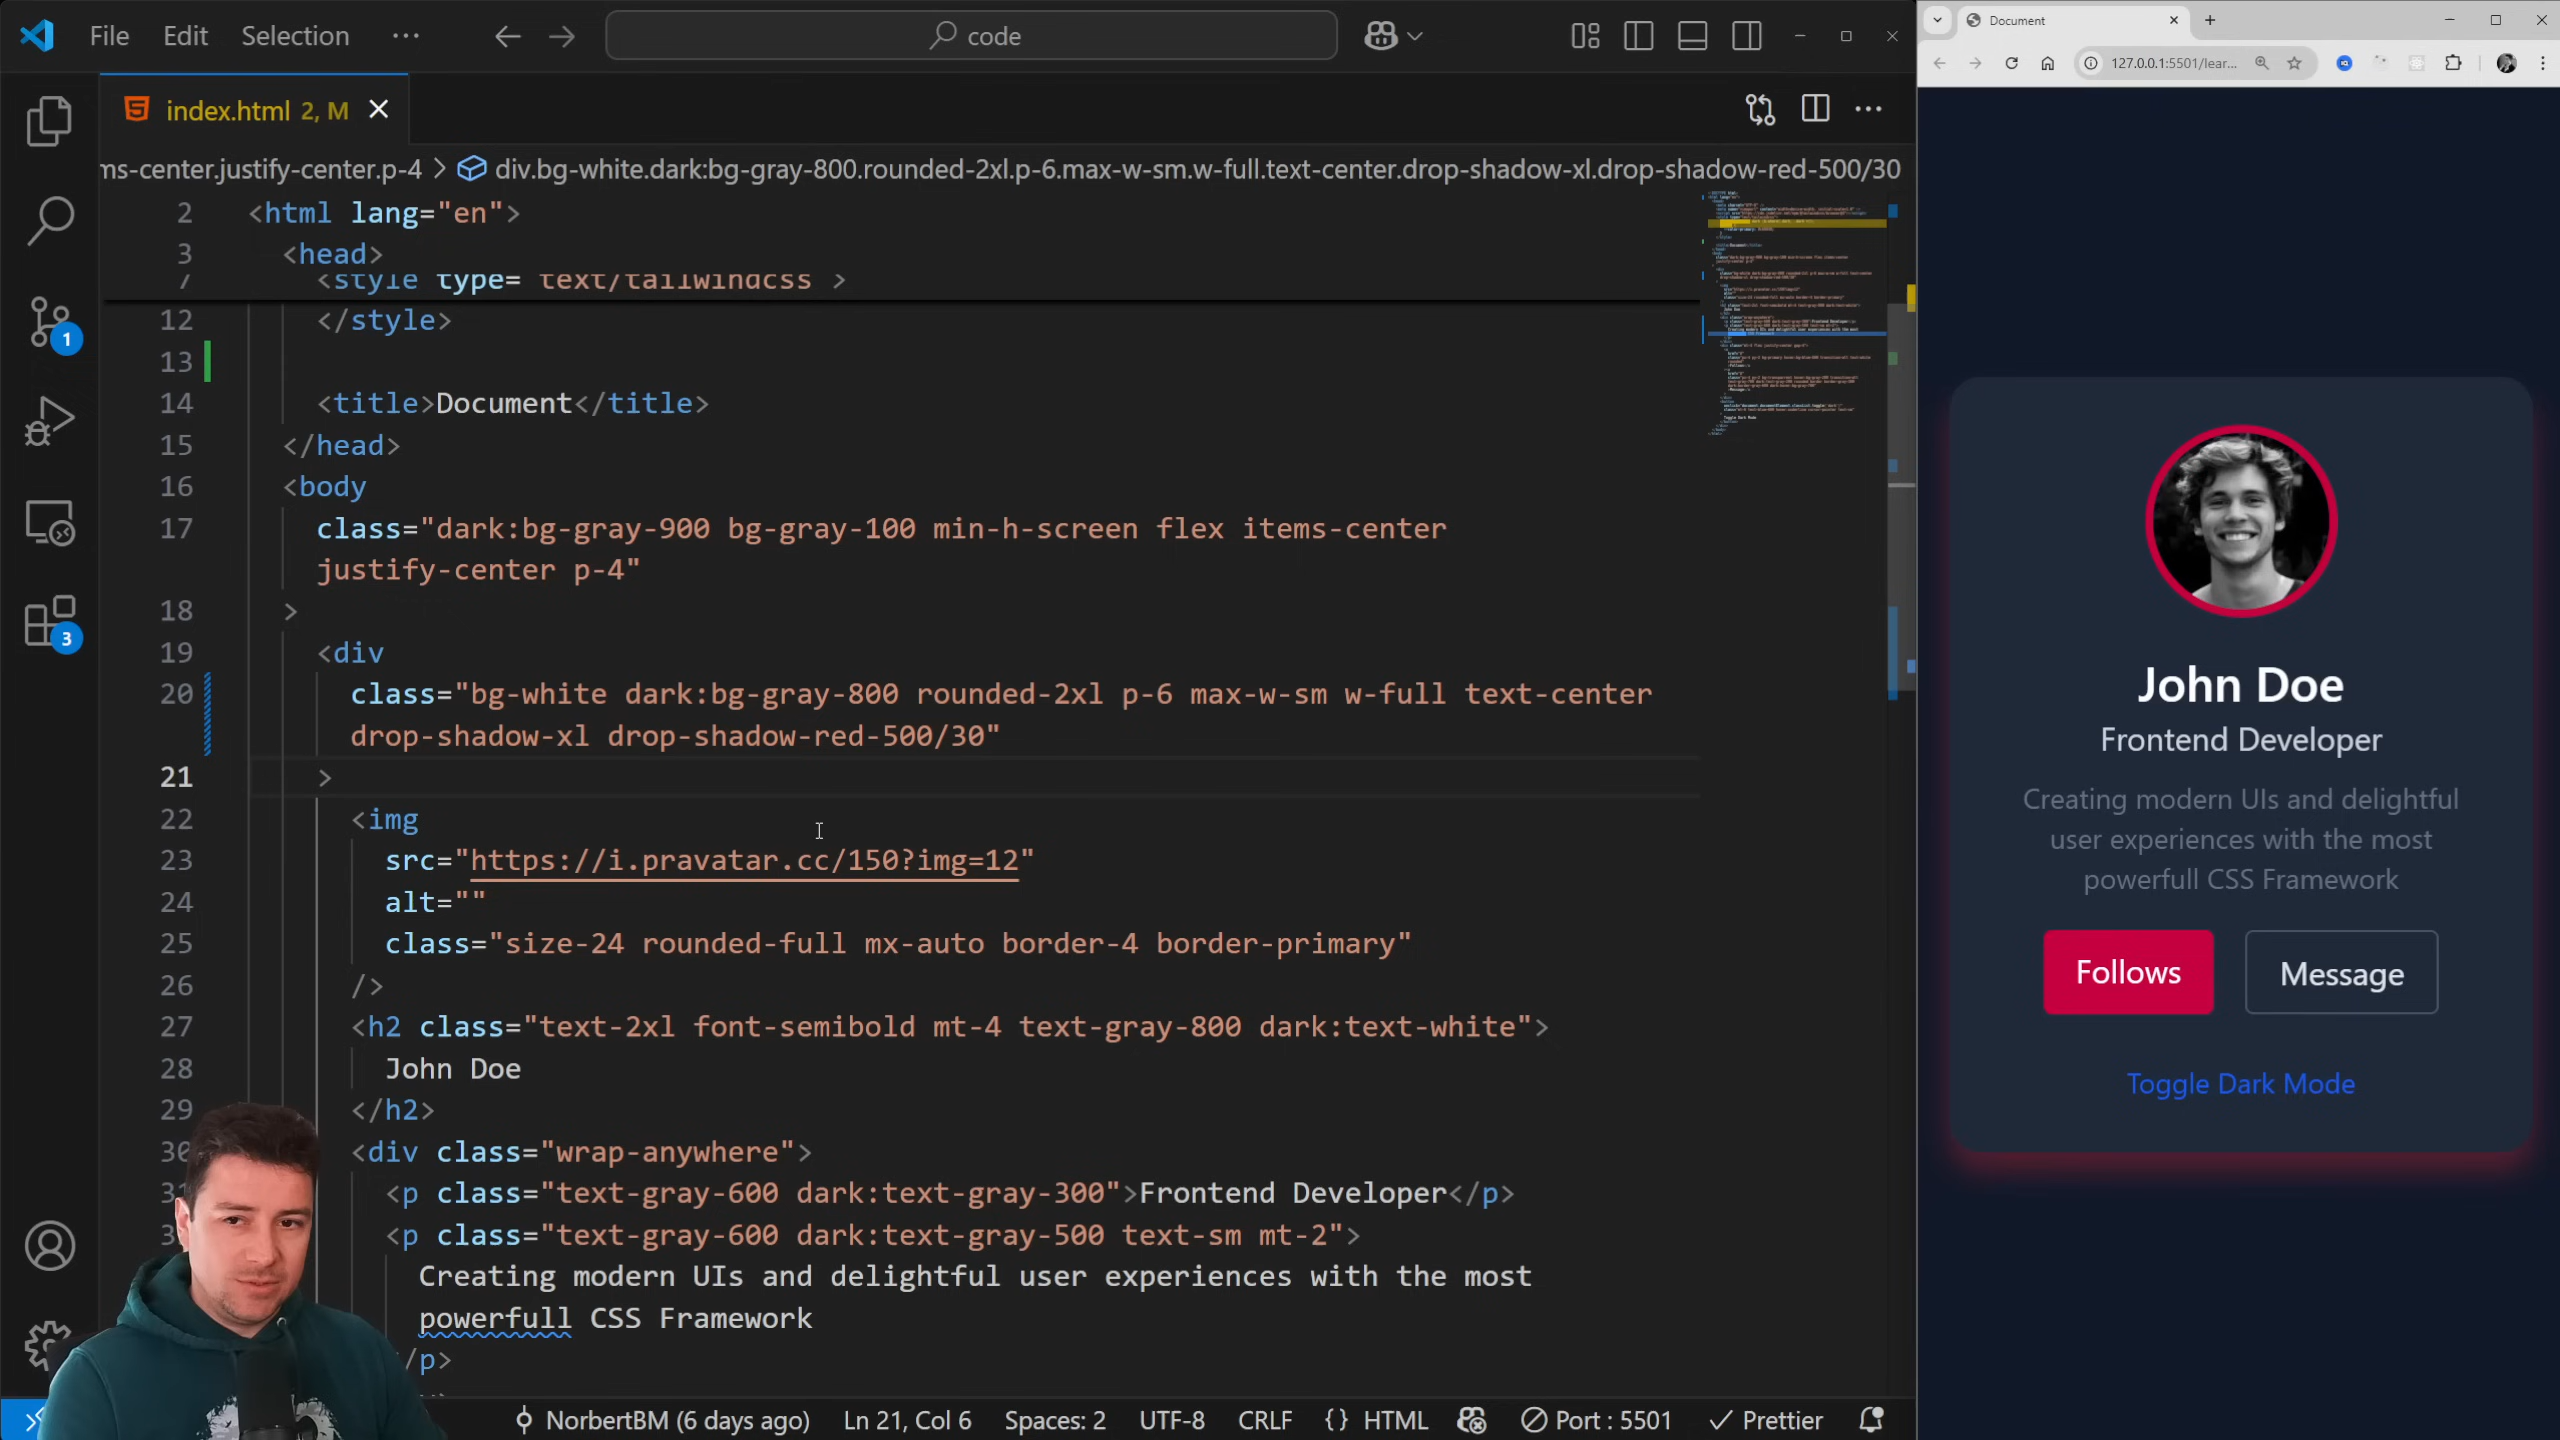 File Edit Selection ··· code
index.html 2, M
ms-center.justify-center.p-4 > div.bg-white.dark:bg-gray-800.rounded-2xl.p-6.max-w-sm.w-full.text-center.drop-shadow-xl.drop-shadow-red-500/30
2 <html lang="en">
3 <head>
7 <style type="text/tailwindcss">
12 </style>
13
14 <title>Document</title>
15 </head>
16 <body
17 class="dark:bg-gray-900 bg-gray-100 min-h-screen flex items-center
justify-center p-4"
18 >
19 <div
20 class="bg-white dark:bg-gray-800 rounded-2xl p-6 max-w-sm w-full text-center
drop-shadow-xl drop-shadow-red-500/30"
21 >
22 <img
23 src="https://i.pravatar.cc/150?img=12"
24 alt=""
25 class="size-24 rounded-full mx-auto border-4 border-primary"
26 />
27 <h2 class="text-2xl font-semibold mt-4 text-gray-800 dark:text-white">
28 John Doe
29 </h2>
30 <div class="wrap-anywhere">
<p class="text-gray-600 dark:text-gray-300">Frontend Developer</p>
<p class="text-gray-600 dark:text-gray-500 text-sm mt-2">
Creating modern UIs and delightful user experiences with the most
powerfull CSS Framework
/p>
1
3
NorbertBM (6 days ago) Ln 21, Col 6 Spaces: 2 UTF-8 CRLF {} HTML Port : 5501 Prettier
Document
127.0.0.1:5501/lear...
John Doe
Frontend Developer
Creating modern UIs and delightful
user experiences with the most
powerfull CSS Framework
Follows Message
Toggle Dark Mode